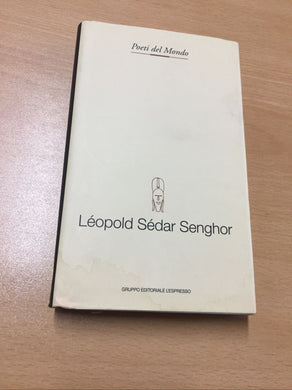 Poeti del Mondo
Léopold Sédar Senghor
GRUPPO EDITORIALE L'ESPRESSO